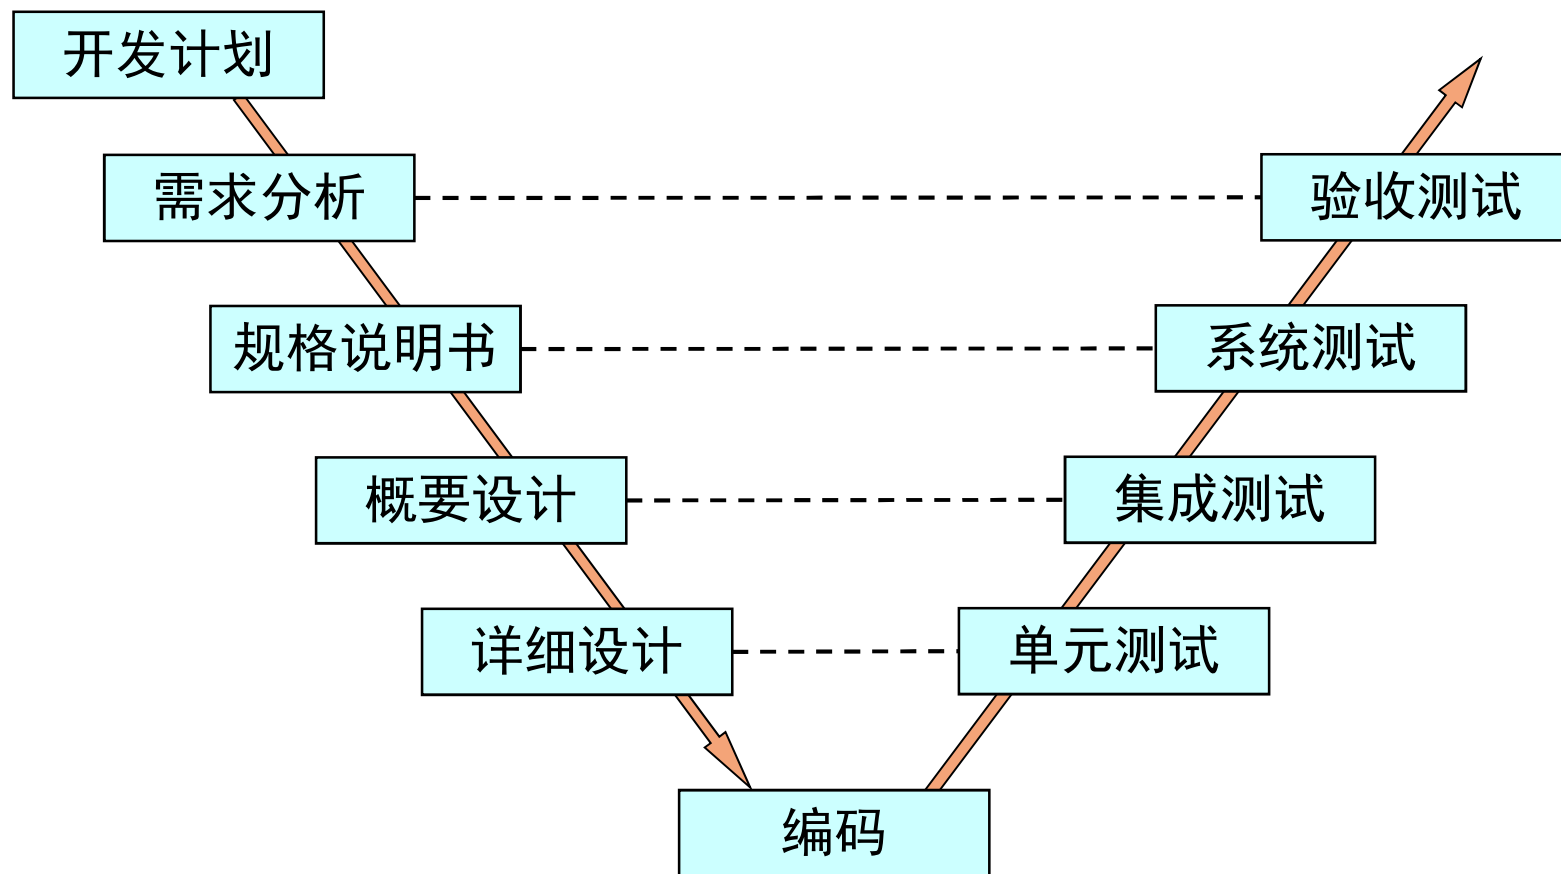 开发计划
需求分析
验收测试
规格说明书
系统测试
概要设计
集成测试
详细设计
单元测试
编码